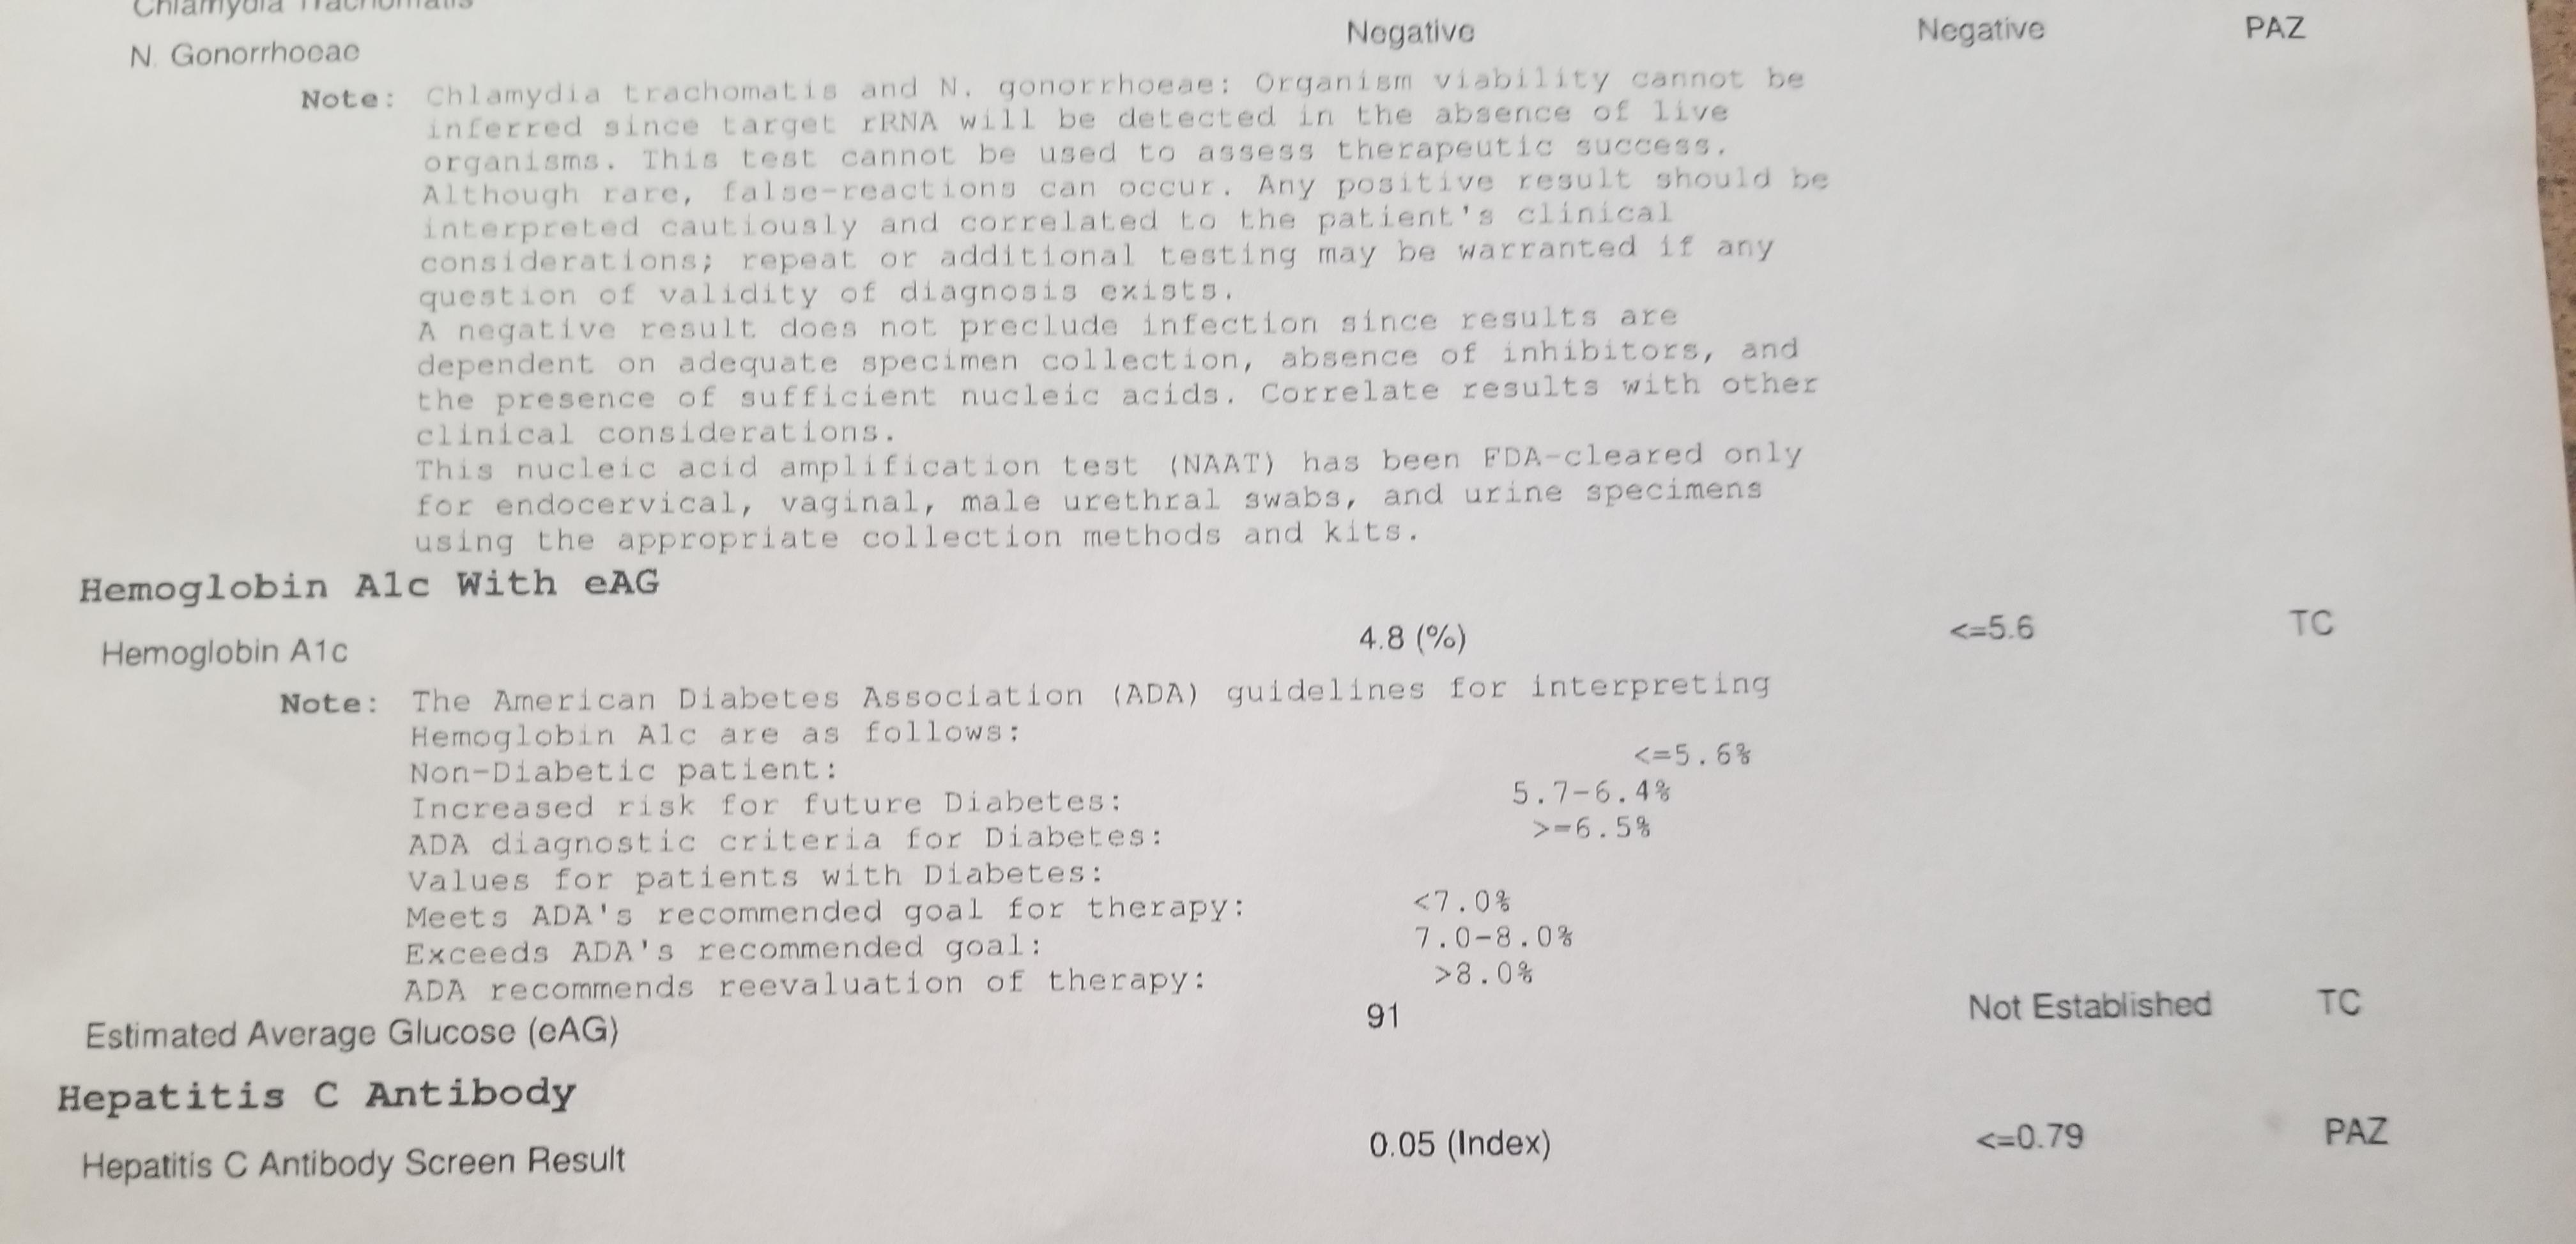 Chlamydia Trachomatis
N. Gonorrhoeae Negative Negative PAZ
Note: Chlamydia trachomatis and N. gonorrhoeae: Organism viability cannot be
inferred since target rRNA will be detected in the absence of live
organisms. This test cannot be used to assess therapeutic success.
Although rare, false-reactions can occur. Any positive result should be
interpreted cautiously and correlated to the patient's clinical
considerations; repeat or additional testing may be warranted if any
question of validity of diagnosis exists.
A negative result does not preclude infection since results are
dependent on adequate specimen collection, absence of inhibitors, and
the presence of sufficient nucleic acids. Correlate results with other
clinical considerations.
This nucleic acid amplification test (NAAT) has been FDA-cleared only
for endocervical, vaginal, male urethral swabs, and urine specimens
using the appropriate collection methods and kits.
Hemoglobin A1c With eAG
Hemoglobin A1c 4.8 (%) <=5.6 TC
Note: The American Diabetes Association (ADA) guidelines for interpreting
Hemoglobin A1c are as follows:
Non-Diabetic patient: <=5.6%
Increased risk for future Diabetes: 5.7-6.4%
ADA diagnostic criteria for Diabetes: >=6.5%
Values for patients with Diabetes:
Meets ADA's recommended goal for therapy: <7.0%
Exceeds ADA's recommended goal: 7.0-8.0%
ADA recommends reevaluation of therapy: >8.0%
Estimated Average Glucose (eAG) 91 Not Established TC
Hepatitis C Antibody
Hepatitis C Antibody Screen Result 0.05 (Index) <=0.79 PAZ